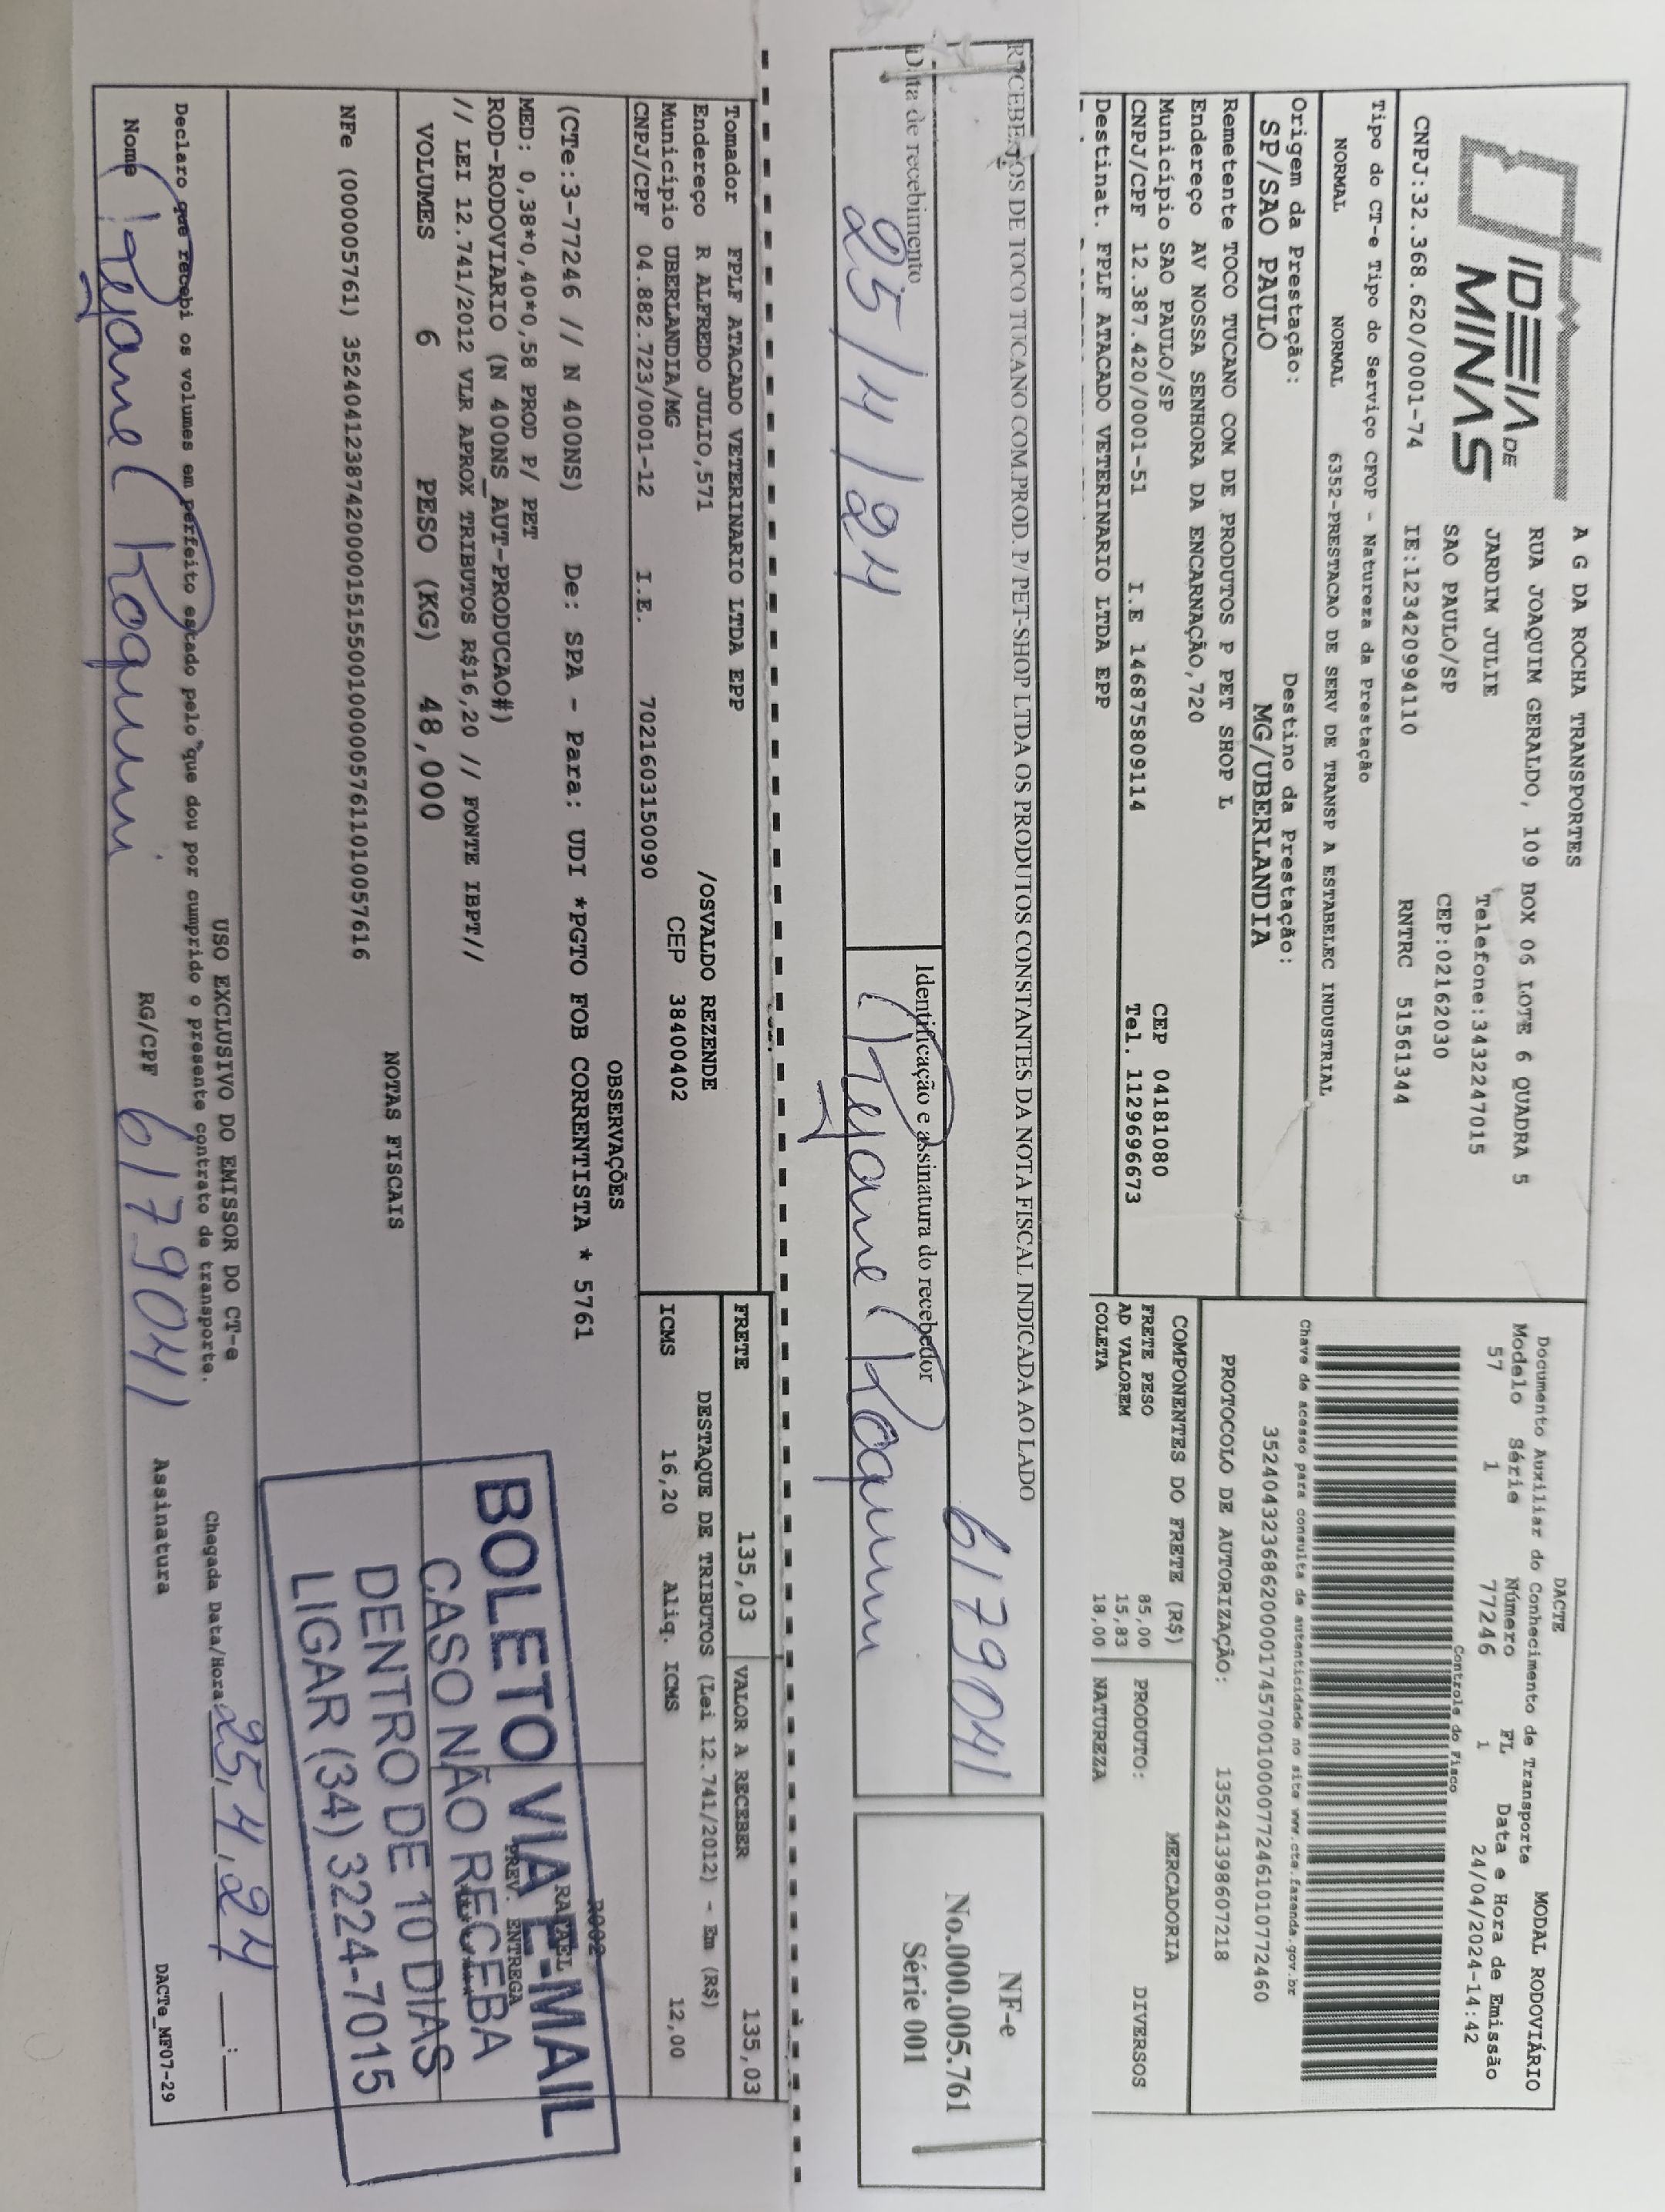 IDEIA DE
MINAS
A G DA ROCHA TRANSPORTES
RUA JOAQUIM GERALDO, 109 BOX 06 LOTE 6 QUADRA 5
JARDIM JULIE Telefone:3432247015
SAO PAULO/SP CEP:02162030
CNPJ:32.368.620/0001-74 IE:123420994110 RNTRC 51561344
Tipo do CT-e Tipo do Serviço CFOP - Natureza da Prestação
NORMAL NORMAL 6352-PRESTACAO DE SERV DE TRANSP A ESTABELEC INDUSTRIAL
Origem da Prestação: Destino da Prestação:
SP/SAO PAULO MG/UBERLANDIA
Remetente TOCO TUCANO COM DE PRODUTOS P PET SHOP L
Endereço AV NOSSA SENHORA DA ENCARNAÇÃO,720
Município SAO PAULO/SP CEP 04181080
CNPJ/CPF 12.387.420/0001-51 I.E 146875809114 Tel. 1129696673
Destinat. FPLF ATACADO VETERINARIO LTDA EPP
DACTE MODAL RODOVIÁRIO
Documento Auxiliar do Conhecimento de Transporte
Modelo Série Número FL Data e Hora de Emissão
57 1 77246 1 24/04/2024-14:42
Controle do Fisco
Chave de acesso para consulta de autenticidade no site www.cte.fazenda.gov.br
35240432368620000174570010000772461010772460
PROTOCOLO DE AUTORIZAÇÃO: 135241398607218
COMPONENTES DO FRETE (R$) MERCADORIA
FRETE PESO 85,00 PRODUTO: DIVERSOS
AD VALOREM 15,83
COLETA 18,00 NATUREZA
RECEBEMOS DE TOCO TUCANO COM.PROD. P/ PET-SHOP LTDA OS PRODUTOS CONSTANTES DA NOTA FISCAL INDICADA AO LADO
6179041
Data de recebimento Identificação e assinatura do recebedor
25/4/24
NF-e
No.000.005.761
Série 001
Tomador FPLF ATACADO VETERINARIO LTDA EPP
Endereço R ALFREDO JULIO,571 /OSVALDO REZENDE
Município UBERLANDIA/MG CEP 38400402
CNPJ/CPF 04.882.723/0001-12 I.E. 7021603150090
FRETE 135,03 VALOR A RECEBER 135,03
DESTAQUE DE TRIBUTOS (Lei 12.741/2012) - Em (R$)
ICMS 16,20 Aliq. ICMS 12,00
OBSERVAÇÕES
(CTe:3-77246 // N 400NS) De: SPA - Para: UDI *PGTO FOB CORRENTISTA * 5761
MED: 0,38*0,40*0,58 PROD P/ PET
ROD-RODOVIARIO (N 400NS_AUT-PRODUCAO#)
// LEI 12.741/2012 VLR APROX TRIBUTOS R$16,20 // FONTE IBPT//
RAFAEL
PREV. ENTREGA
VOLUMES 6 PESO (KG) 48,000
NOTAS FISCAIS
NFe (000005761) 35240412387420000151550010000057611010057616
BOLETO VIA E-MAIL
CASO NÃO RECEBA
DENTRO DE 10 DIAS
LIGAR (34) 3224-7015
USO EXCLUSIVO DO EMISSOR DO CT-e
Declaro que recebi os volumes em perfeito estado pelo que dou por cumprido o presente contrato de transporte.
Chegada Data/Hora: 25,4,24 __:__
Nome RG/CPF 6179041 Assinatura
DACTe_MF07-29